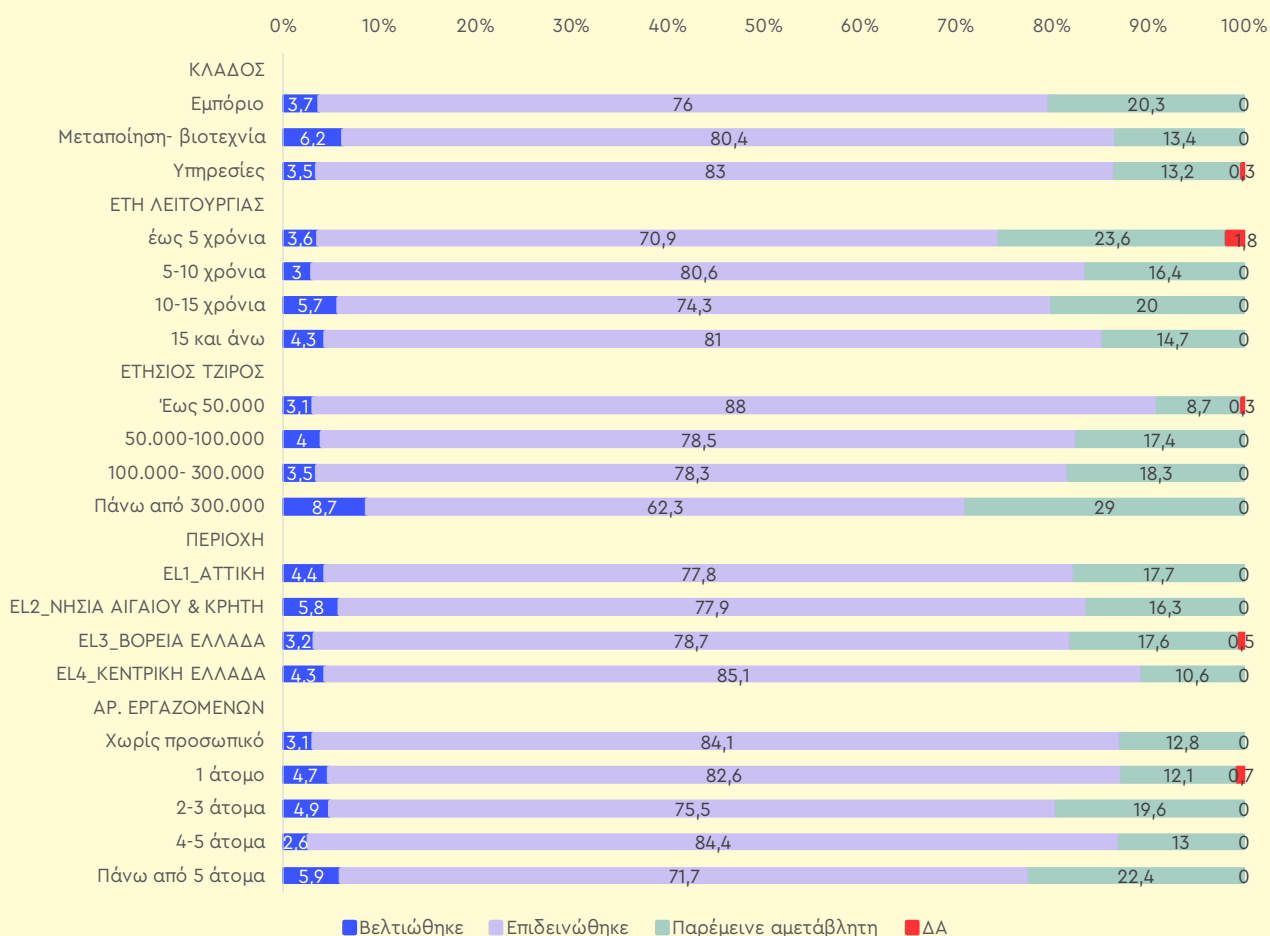 0% 10% 20% 30% 40% 50% 60% 70% 80% 90% 100%
ΚΛΑΔΟΣ
Εμπόριο 3,7 76 20,3 0
Μεταποίηση- βιοτεχνία 6,2 80,4 13,4 0
Υπηρεσίες 3,5 83 13,2 0,3
ΕΤΗ ΛΕΙΤΟΥΡΓΙΑΣ
έως 5 χρόνια 3,6 70,9 23,6 1,8
5-10 χρόνια 3 80,6 16,4 0
10-15 χρόνια 5,7 74,3 20 0
15 και άνω 4,3 81 14,7 0
ΕΤΗΣΙΟΣ ΤΖΙΡΟΣ
Έως 50.000 3,1 88 8,7 0,3
50.000-100.000 4 78,5 17,4 0
100.000- 300.000 3,5 78,3 18,3 0
Πάνω από 300.000 8,7 62,3 29 0
ΠΕΡΙΟΧΗ
EL1_ΑΤΤΙΚΗ 4,4 77,8 17,7 0
EL2_ΝΗΣΙΑ ΑΙΓΑΙΟΥ & ΚΡΗΤΗ 5,8 77,9 16,3 0
EL3_ΒΟΡΕΙΑ ΕΛΛΑΔΑ 3,2 78,7 17,6 0,5
EL4_ΚΕΝΤΡΙΚΗ ΕΛΛΑΔΑ 4,3 85,1 10,6 0
ΑΡ. ΕΡΓΑΖΟΜΕΝΩΝ
Χωρίς προσωπικό 3,1 84,1 12,8 0
1 άτομο 4,7 82,6 12,1 0,7
2-3 άτομα 4,9 75,5 19,6 0
4-5 άτομα 2,6 84,4 13 0
Πάνω από 5 άτομα 5,9 71,7 22,4 0
Βελτιώθηκε Επιδεινώθηκε Παρέμεινε αμετάβλητη ΔΑ